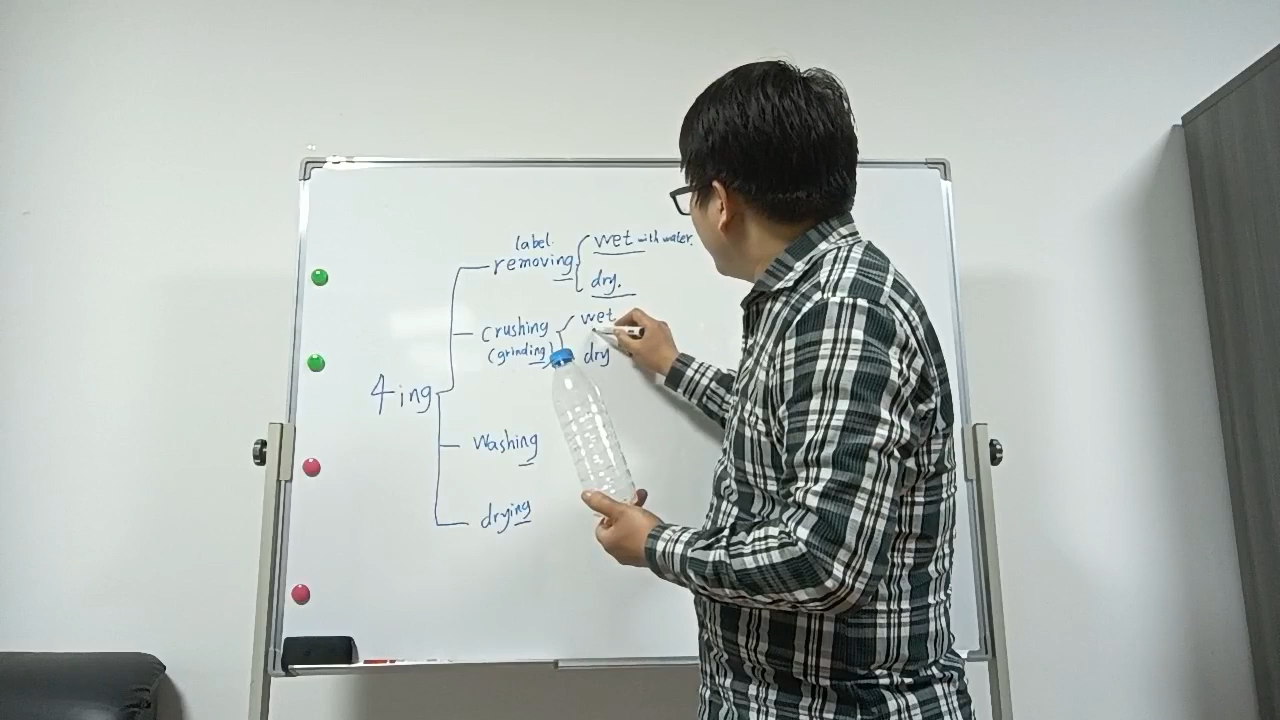 label.
removing
wet with water.
dry.
crushing
wet
(grinding)
dry
4ing
Washing
drying